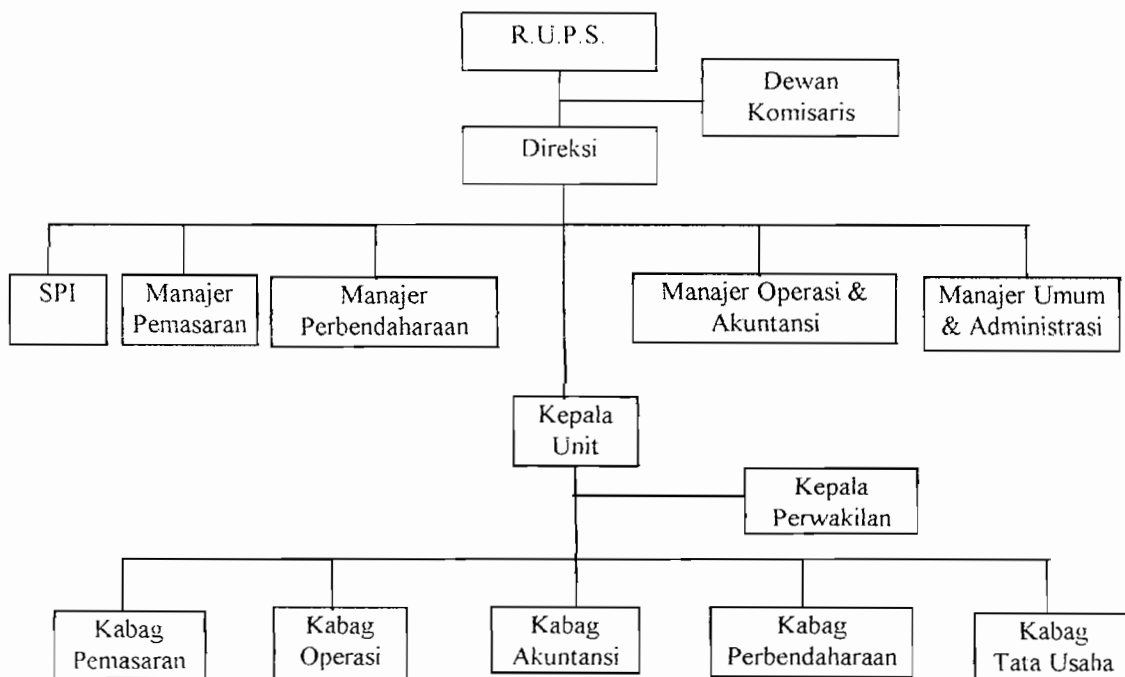 R.U.P.S.
Dewan
Komisaris
Direksi
SPI
Manajer
Pemasaran
Manajer
Perbendaharaan
Manajer Operasi &
Akuntansi
Manajer Umum
& Administrasi
Kepala
Unit
Kepala
Perwakilan
Kabag
Pemasaran
Kabag
Operasi
Kabag
Akuntansi
Kabag
Perbendaharaan
Kabag
Tata Usaha